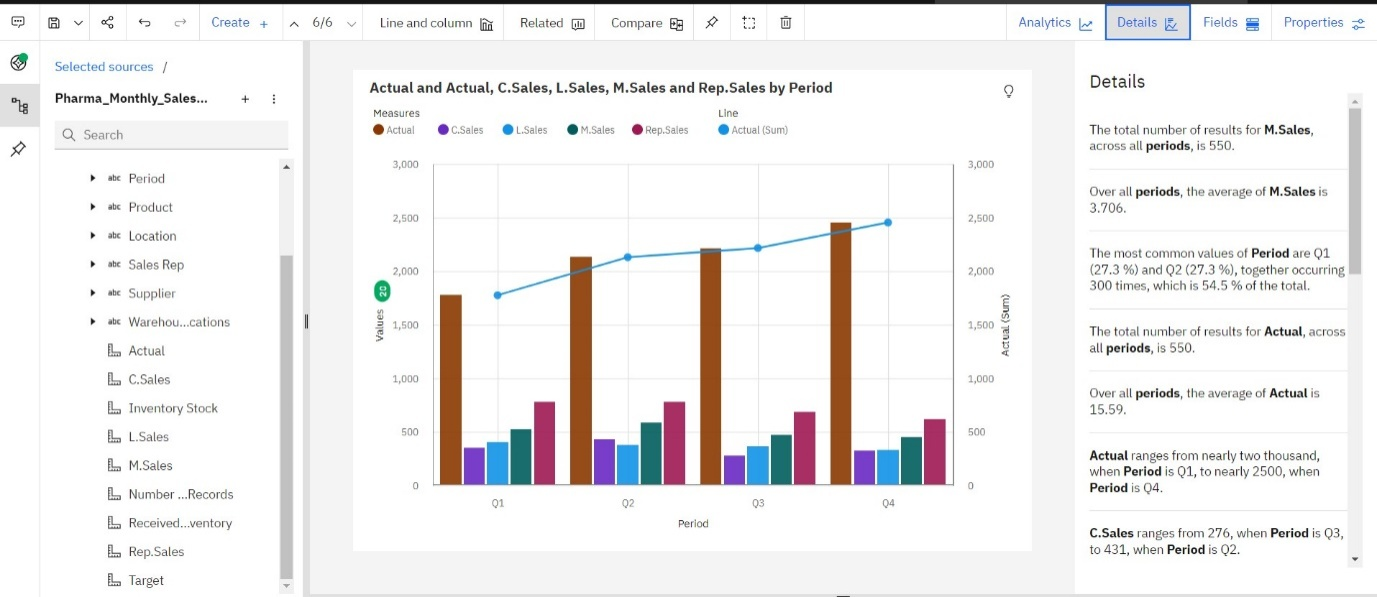 Create +
6/6
Line and column
Related
Compare
Analytics
Details
Fields
Properties
Selected sources /
Pharma_Monthly_Sales...
Search
abc Period
abc Product
abc Location
abc Sales Rep
abc Supplier
abc Warehou...cations
Actual
C.Sales
Inventory Stock
L.Sales
M.Sales
Number ...Records
Received...ventory
Rep.Sales
Target
Actual and Actual, C.Sales, L.Sales, M.Sales and Rep.Sales by Period
Measures
Actual C.Sales L.Sales M.Sales Rep.Sales
Line
Actual (Sum)
3,000
2,500
2,000
1,500
1,000
500
0
Values
20
Q1 Q2 Q3 Q4
Period
3,000
2,500
2,000
1,500
1,000
500
0
Actual (Sum)
Details
The total number of results for M.Sales,
across all periods, is 550.
Over all periods, the average of M.Sales is
3.706.
The most common values of Period are Q1
(27.3 %) and Q2 (27.3 %), together occurring
300 times, which is 54.5 % of the total.
The total number of results for Actual, across
all periods, is 550.
Over all periods, the average of Actual is
15.59.
Actual ranges from nearly two thousand,
when Period is Q1, to nearly 2500, when
Period is Q4.
C.Sales ranges from 276, when Period is Q3,
to 431, when Period is Q2.